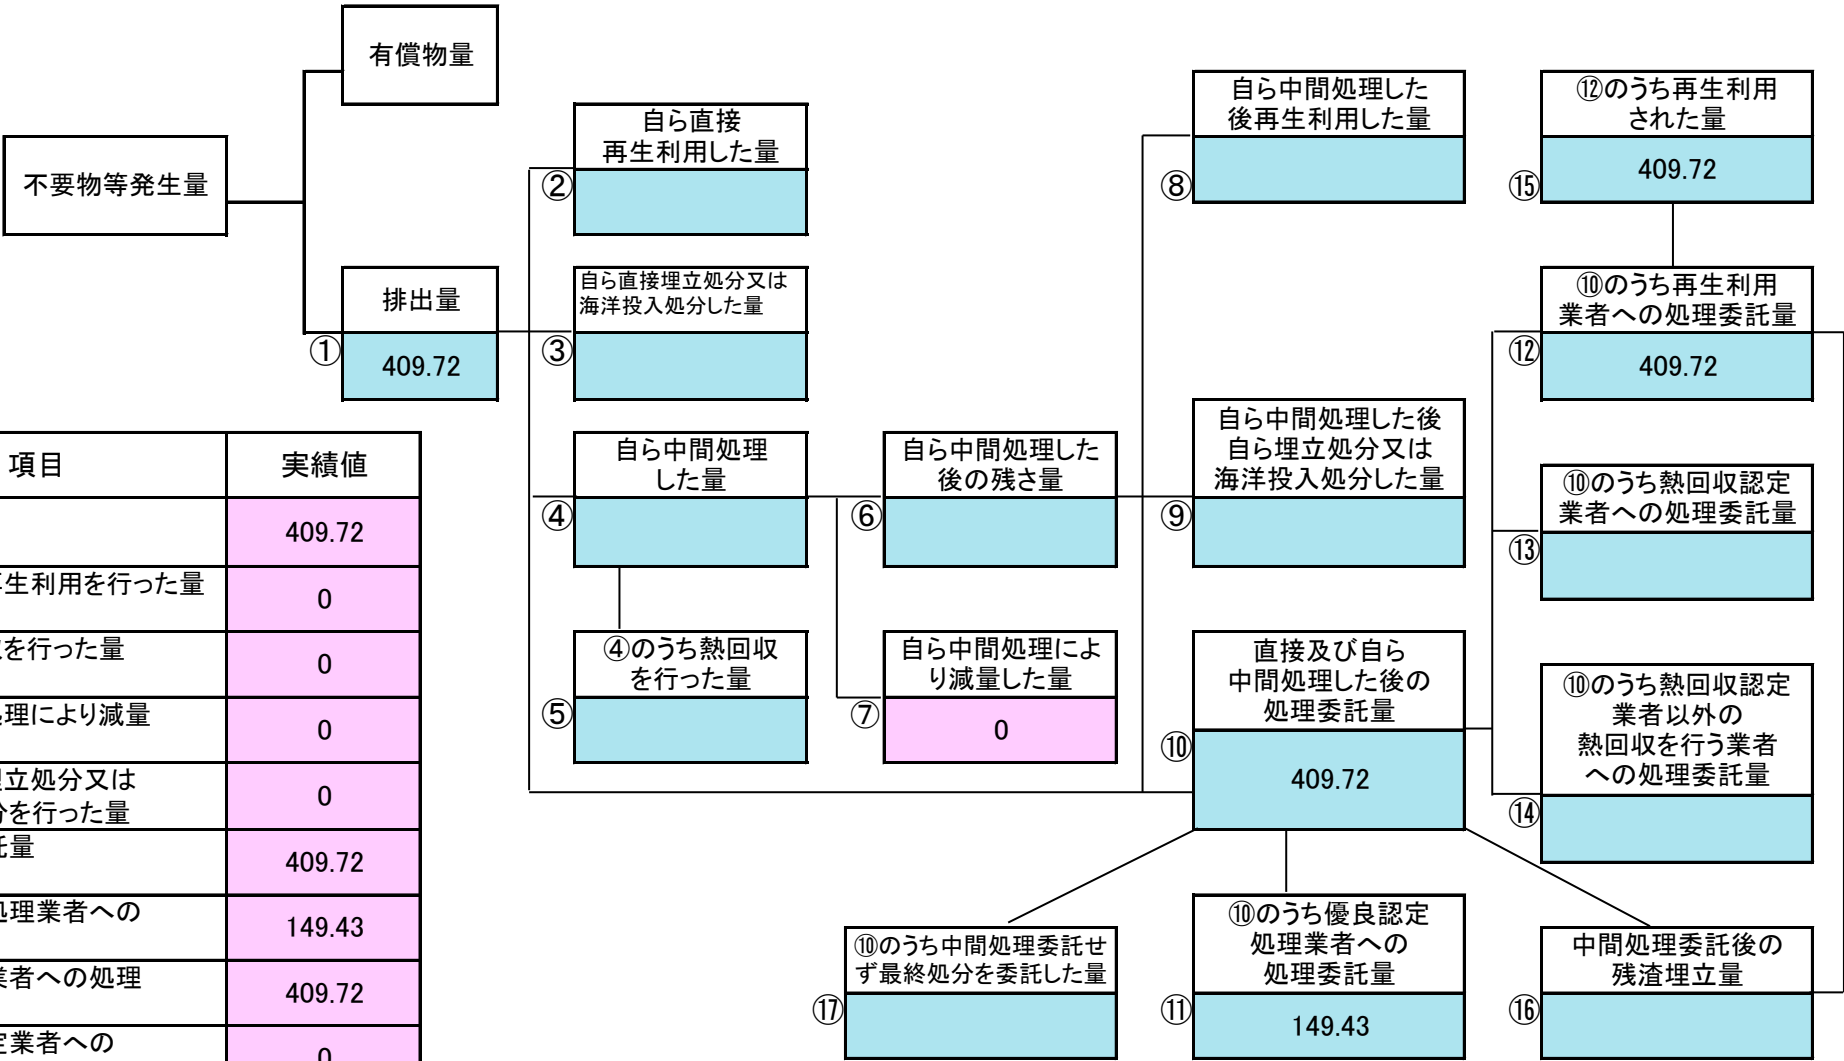 有償物量
不要物等発生量
排出量
①
409.72
自ら直接
再生利用した量
②
自ら直接埋立処分又は
海洋投入処分した量
③
自ら中間処理
した量
④
④のうち熱回収
を行った量
⑤
自ら中間処理した
後の残さ量
⑥
自ら中間処理によ
り減量した量
⑦
0
自ら中間処理した
後再生利用した量
⑧
自ら中間処理した後
自ら埋立処分又は
海洋投入処分した量
⑨
直接及び自ら
中間処理した後の
処理委託量
⑩
409.72
⑫のうち再生利用
された量
⑮
409.72
⑩のうち再生利用
業者への処理委託量
⑫
409.72
⑩のうち熱回収認定
業者への処理委託量
⑬
⑩のうち熱回収認定
業者以外の
熱回収を行う業者
への処理委託量
⑭
⑩のうち中間処理委託せ
ず最終処分を委託した量
⑰
⑩のうち優良認定
処理業者への
処理委託量
⑪
149.43
中間処理委託後の
残渣埋立量
⑯
項目 実績値
409.72
生利用を行った量
0
を行った量
0
理により減量
0
立処分又は
を行った量
0
託量
409.72
処理業者への
149.43
業者への処理
409.72
定業者への
0